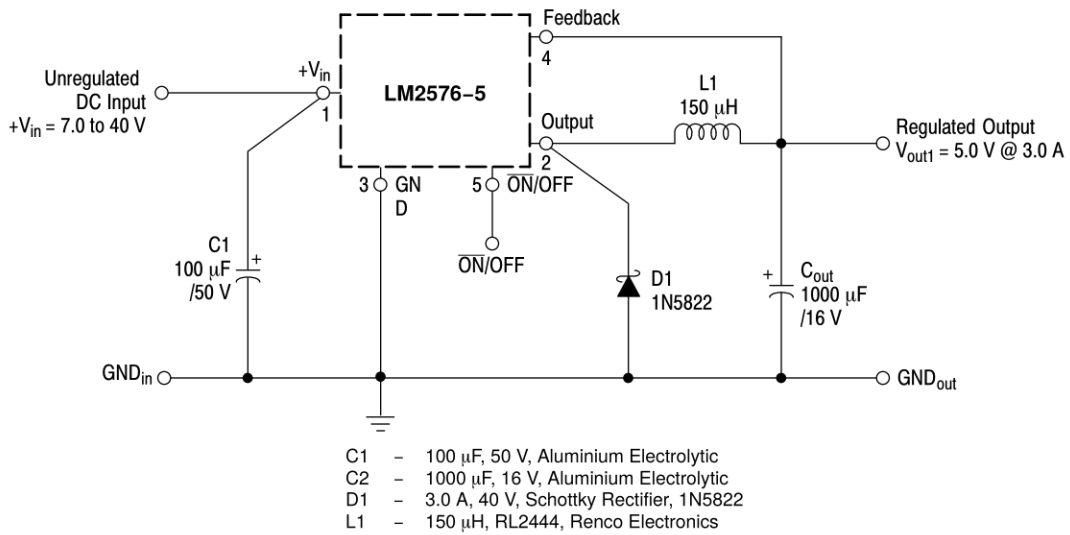 Feedback
4
Unregulated
DC Input
+Vin = 7.0 to 40 V
+Vin
1
LM2576−5
L1
150 μH
Output
2
Regulated Output
Vout1 = 5.0 V @ 3.0 A
3
GN
D
5
ON/OFF
ON/OFF
C1
100 μF
/50 V
+
D1
1N5822
+
Cout
1000 μF
/16 V
GNDin
GNDout
C1 – 100 μF, 50 V, Aluminium Electrolytic
C2 – 1000 μF, 16 V, Aluminium Electrolytic
D1 – 3.0 A, 40 V, Schottky Rectifier, 1N5822
L1 – 150 μH, RL2444, Renco Electronics